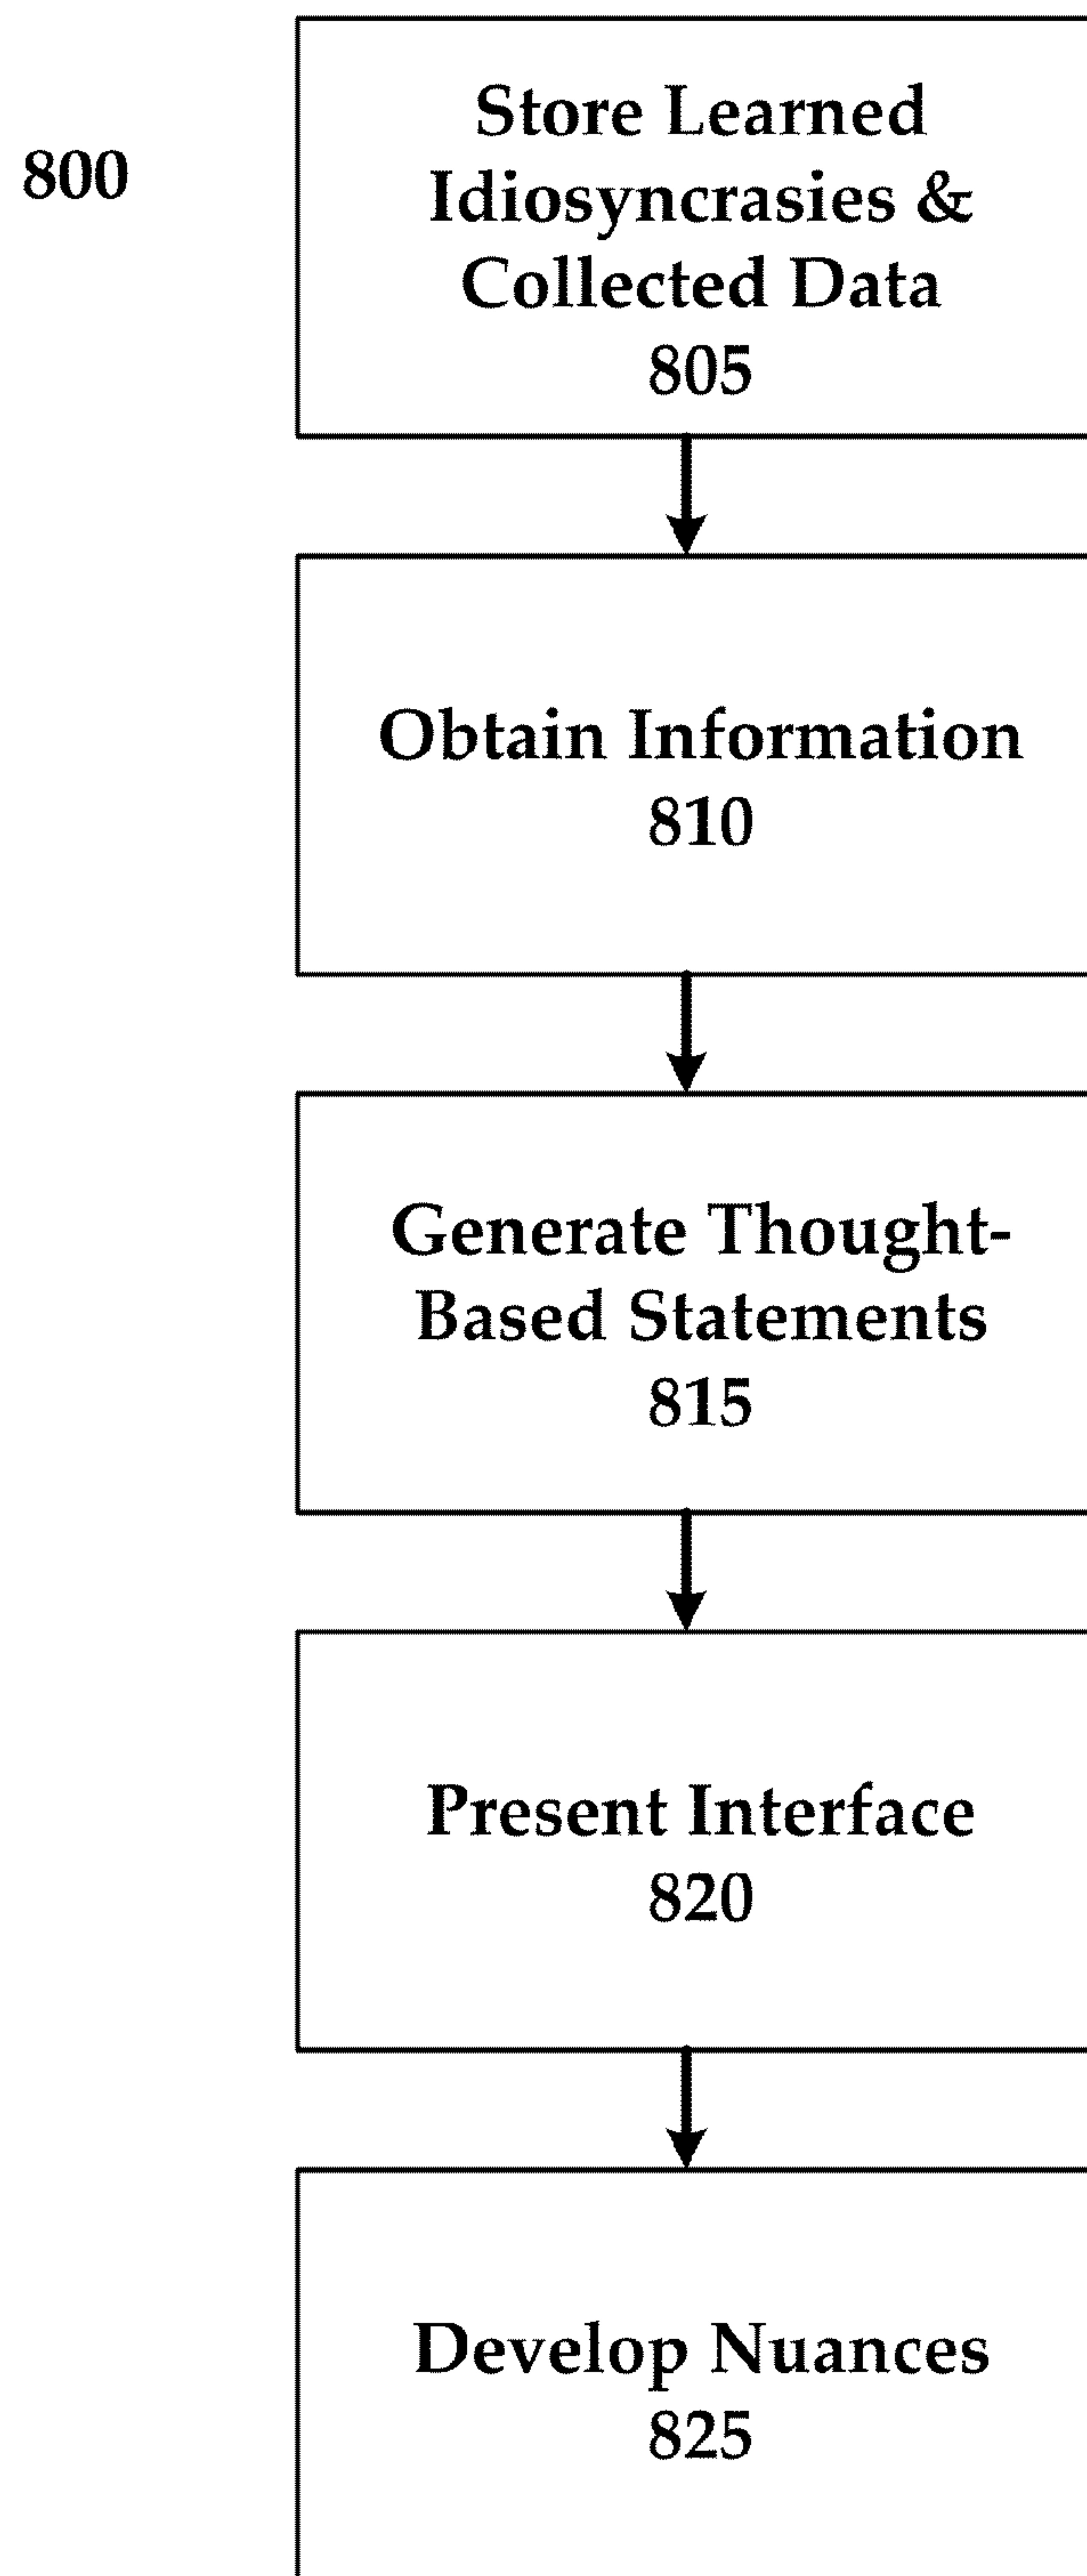 800
Store Learned
Idiosyncrasies &
Collected Data
805
Obtain Information
810
Generate Thought-
Based Statements
815
Present Interface
820
Develop Nuances
825